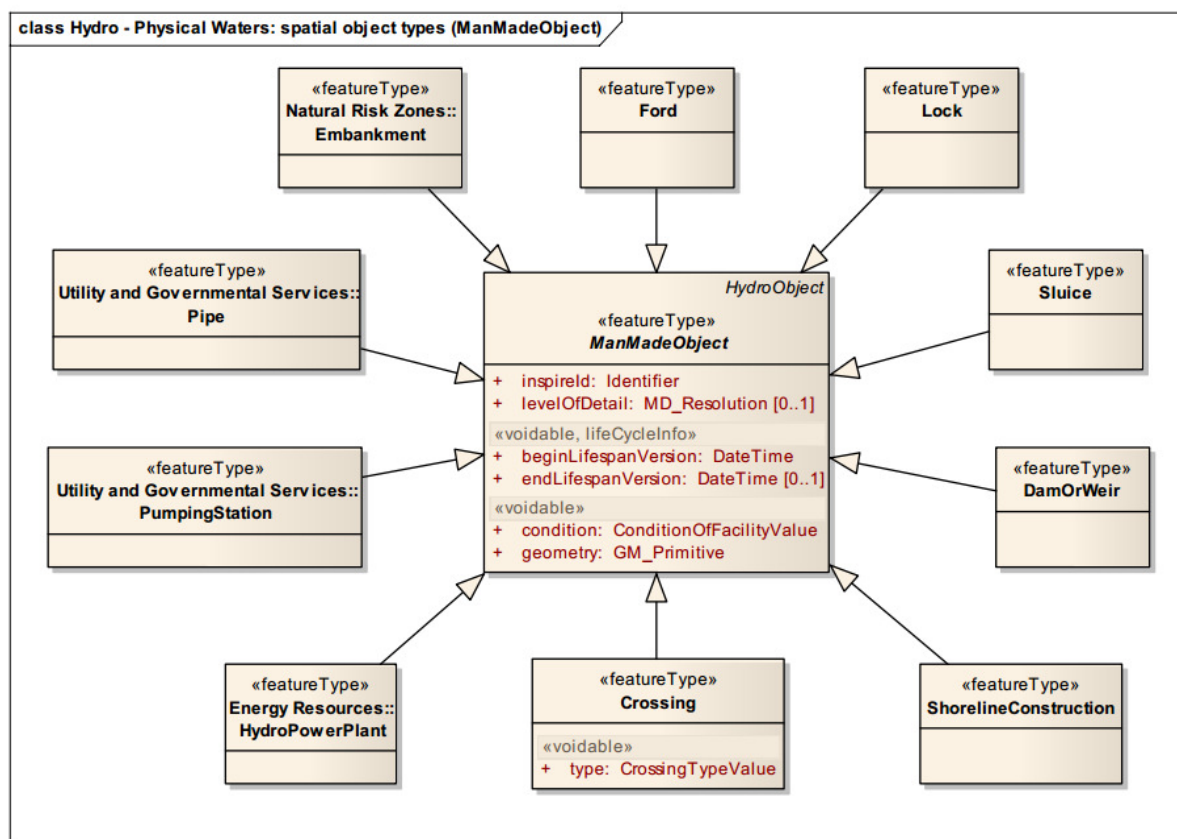 class Hydro - Physical Waters: spatial object types (ManMadeObject)
«featureType»
Natural Risk Zones::
Embankment
«featureType»
Ford
«featureType»
Lock
«featureType»
Utility and Governmental Services::
Pipe
HydroObject
«featureType»
ManMadeObject
+ inspireId: Identifier
+ levelOfDetail: MD_Resolution [0..1]
«voidable, lifeCycleInfo»
+ beginLifespanVersion: DateTime
+ endLifespanVersion: DateTime [0..1]
«voidable»
+ condition: ConditionOfFacilityValue
+ geometry: GM_Primitive
«featureType»
Sluice
«featureType»
Utility and Governmental Services::
PumpingStation
«featureType»
DamOrWeir
«featureType»
Energy Resources::
HydroPowerPlant
«featureType»
Crossing
«voidable»
+ type: CrossingTypeValue
«featureType»
ShorelineConstruction